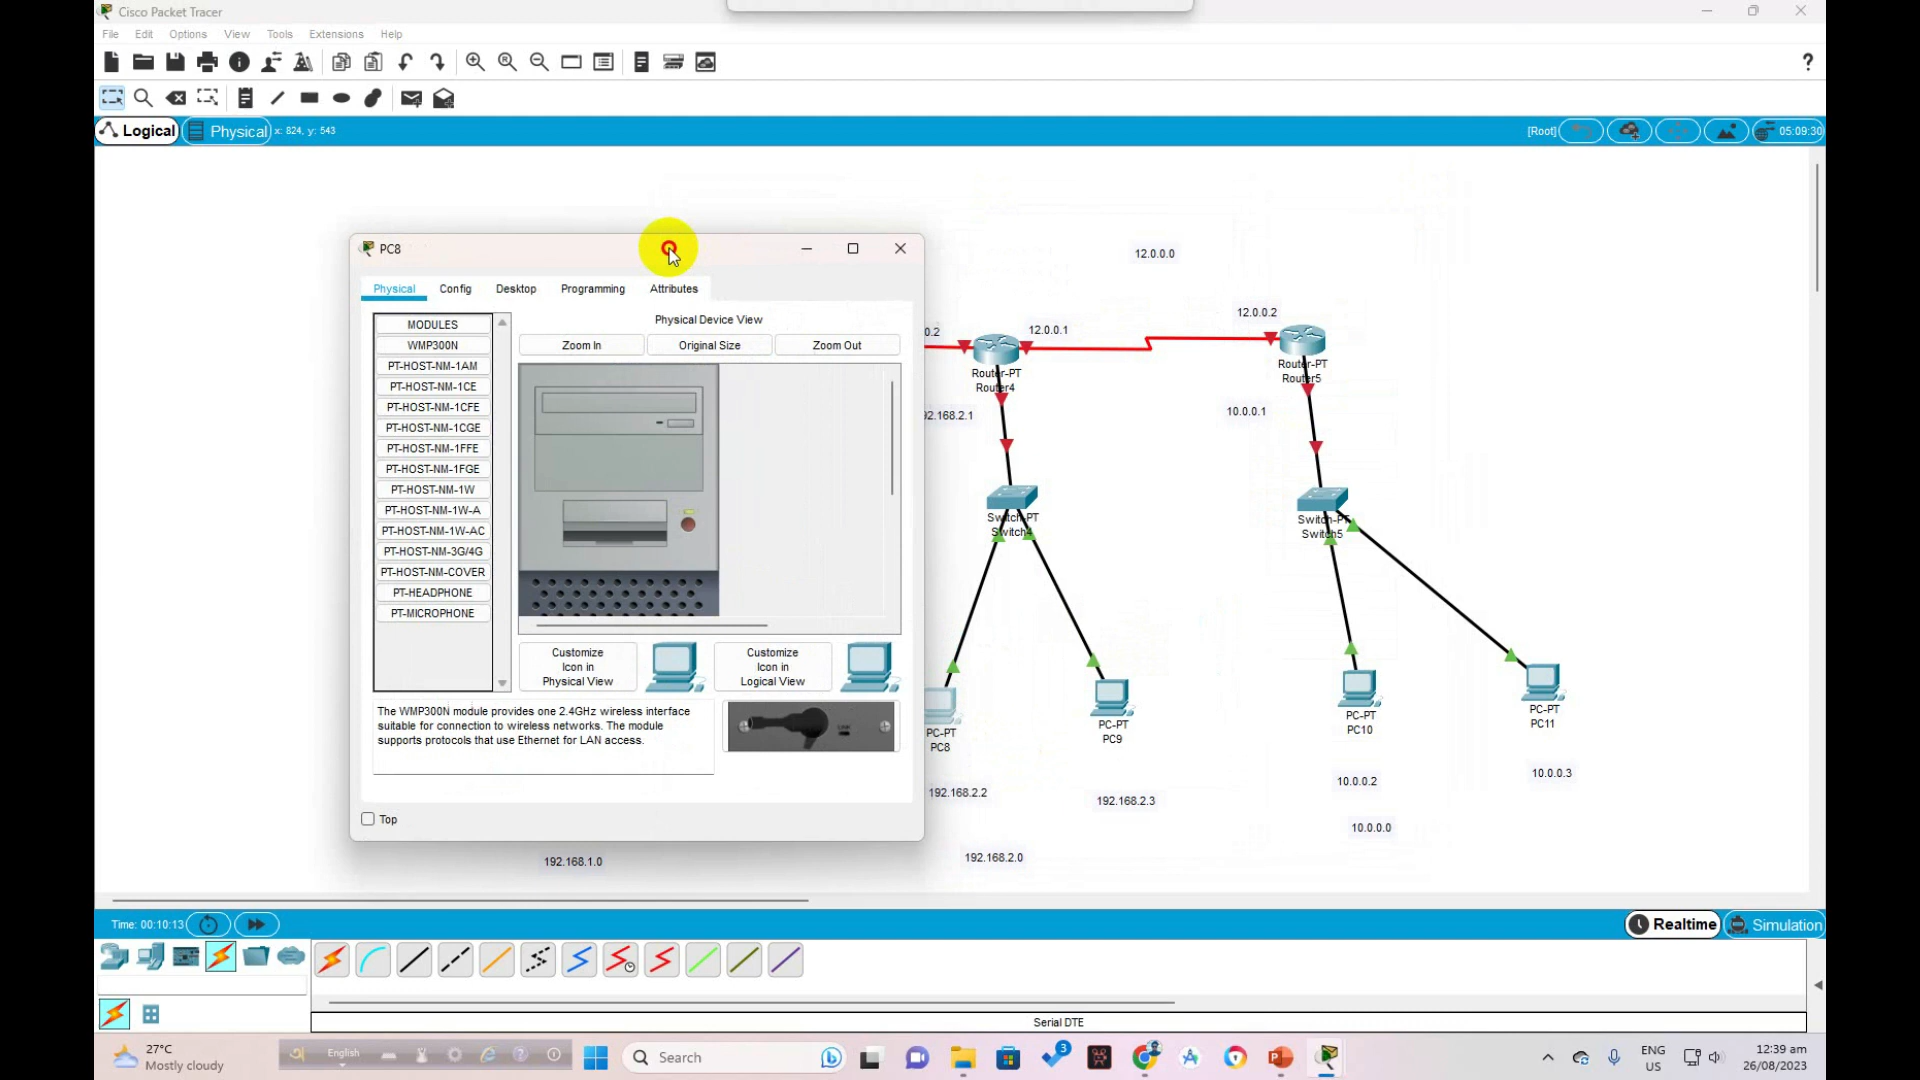 Cisco Packet Tracer
File Edit Options View Tools Extensions Help
?
Logical Physical x: 824, y: 543
[Root] 05:09:30
PC8
Physical Config Desktop Programming Attributes
MODULES
WMP300N
PT-HOST-NM-1AM
PT-HOST-NM-1CE
PT-HOST-NM-1CFE
PT-HOST-NM-1CGE
PT-HOST-NM-1FFE
PT-HOST-NM-1FGE
PT-HOST-NM-1W
PT-HOST-NM-1W-A
PT-HOST-NM-1W-AC
PT-HOST-NM-3G/4G
PT-HOST-NM-COVER
PT-HEADPHONE
PT-MICROPHONE
Physical Device View
Zoom In Original Size Zoom Out
Customize
Icon in
Physical View
Customize
Icon in
Logical View
The WMP300N module provides one 2.4GHz wireless interface
suitable for connection to wireless networks. The module
supports protocols that use Ethernet for LAN access.
Top
12.0.0.0
0.2
12.0.0.1
12.0.0.2
Router-PT
Router4
Router-PT
Router5
92.168.2.1
10.0.0.1
Switch-PT
Switch4
Switch-PT
Switch5
PC-PT
PC8
PC-PT
PC9
PC-PT
PC10
PC-PT
PC11
192.168.2.2
192.168.2.3
10.0.0.2
10.0.0.3
10.0.0.0
192.168.1.0
192.168.2.0
Time: 00:10:13
Realtime Simulation
Serial DTE
27°C
Mostly cloudy
English
Search
3
ENG
US
12:39 am
26/08/2023